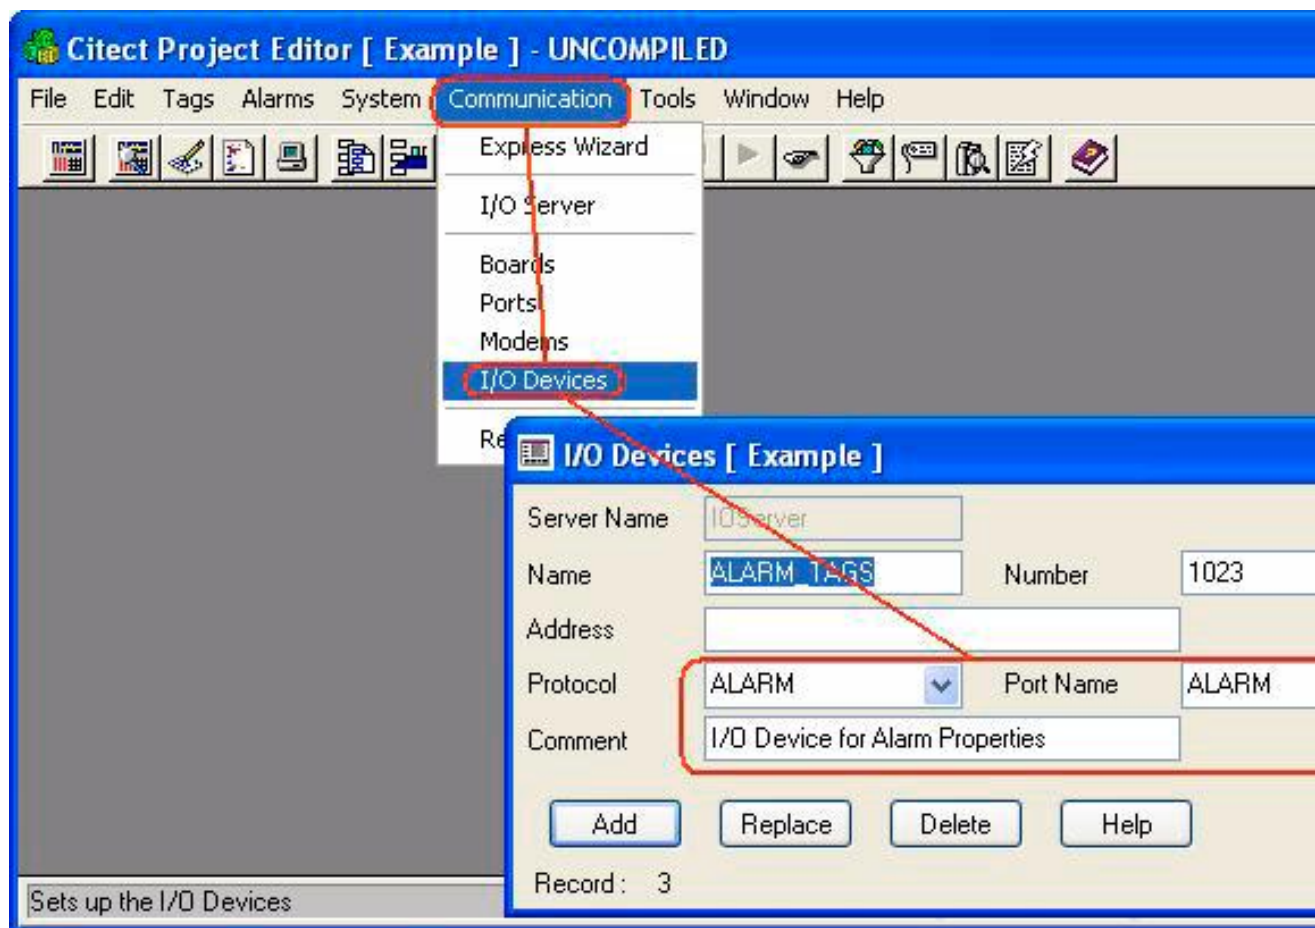 Citect Project Editor [ Example ] - UNCOMPILED
File Edit Tags Alarms System Communication Tools Window Help
Express Wizard
I/O Server
Boards
Ports
Modems
I/O Devices
I/O Devices [ Example ]
Server Name IOServer
Name ALARM_TAGS Number 1023
Address
Protocol ALARM Port Name ALARM
Comment I/O Device for Alarm Properties
Add Replace Delete Help
Record : 3
Sets up the I/O Devices